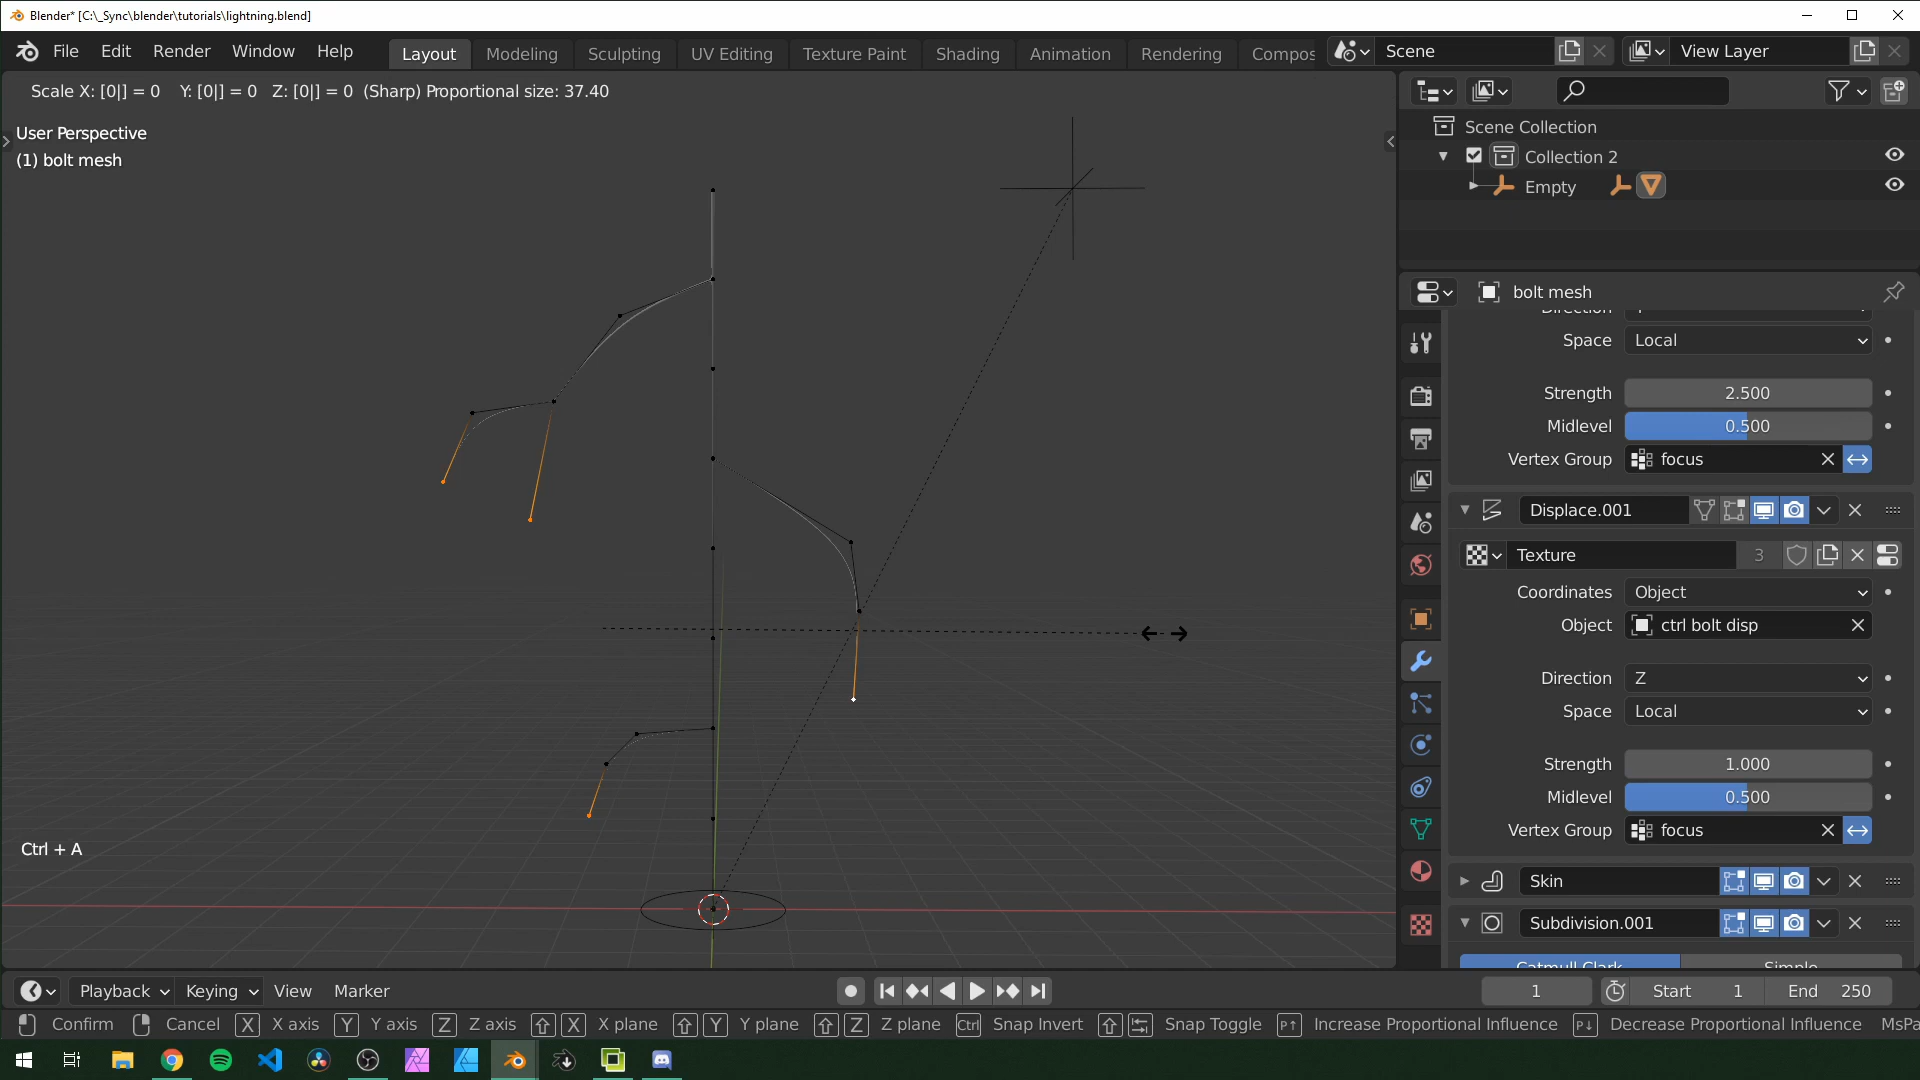 Blender* [C:\_Sync\blender\tutorials\lightning.blend]
File Edit Render Window Help Layout Modeling Sculpting UV Editing Texture Paint Shading Animation Rendering Compos Scene View Layer
Scale X: [0|] = 0 Y: [0|] = 0 Z: [0|] = 0 (Sharp) Proportional size: 37.40
User Perspective
(1) bolt mesh
Scene Collection
Collection 2
Empty
bolt mesh
Space Local
Strength 2.500
Midlevel 0.500
Vertex Group focus
Displace.001
Texture 3
Coordinates Object
Object ctrl bolt disp
Direction Z
Space Local
Strength 1.000
Midlevel 0.500
Vertex Group focus
Ctrl + A
Skin
Subdivision.001
Catmull Clark Simple
Playback Keying View Marker 1 Start 1 End 250
Confirm Cancel X X axis Y Y axis Z Z axis X X plane Y Y plane Z Z plane Ctrl Snap Invert Snap Toggle P↑ Increase Proportional Influence P↓ Decrease Proportional Influence MsPa